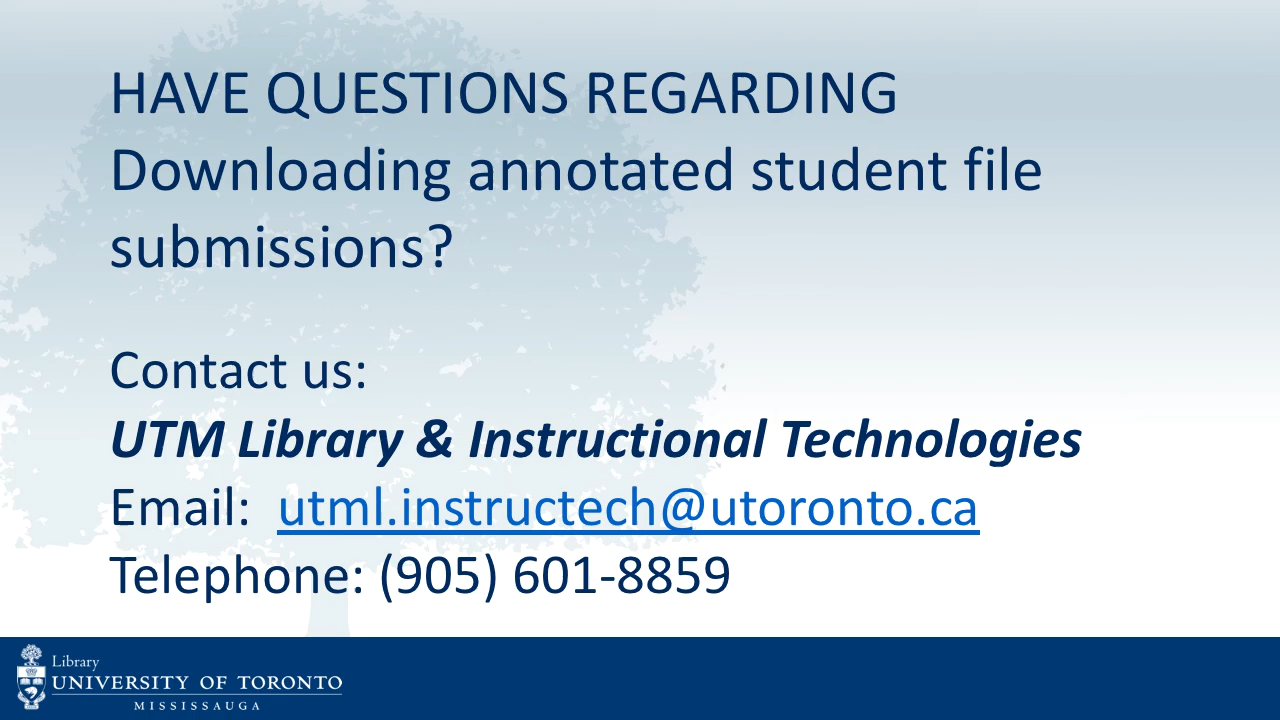 HAVE QUESTIONS REGARDING
Downloading annotated student file
submissions?
Contact us:
UTM Library & Instructional Technologies
Email: utml.instructech@utoronto.ca
Telephone: (905) 601-8859
Library
UNIVERSITY OF TORONTO
MISSISSAUGA